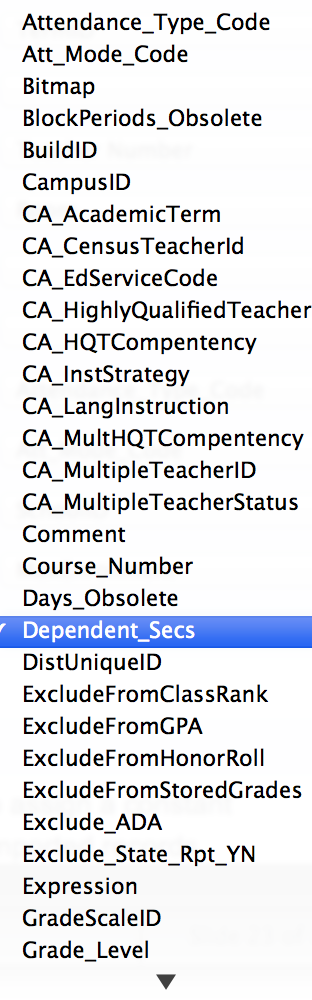 Attendance_Type_Code
Att_Mode_Code
Bitmap
BlockPeriods_Obsolete
BuildID
CampusID
CA_AcademicTerm
CA_CensusTeacherId
CA_EdServiceCode
CA_HighlyQualifiedTeacher
CA_HQTCompentency
CA_InstStrategy
CA_LangInstruction
CA_MultHQTCompentency
CA_MultipleTeacherID
CA_MultipleTeacherStatus
Comment
Course_Number
Days_Obsolete
Dependent_Secs
DistUniqueID
ExcludeFromClassRank
ExcludeFromGPA
ExcludeFromHonorRoll
ExcludeFromStoredGrades
Exclude_ADA
Exclude_State_Rpt_YN
Expression
GradeScaleID
Grade_Level